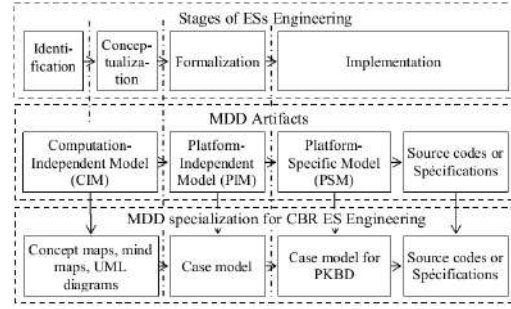 Stages of ESs Engineering
Identi-
fication
Concep-
tualiza-
tion
Formalization
Implementation
MDD Artifacts
Computation-
Independent Model
(CIM)
Platform-
Independent
Model (PIM)
Platform-
Specific Model
(PSM)
Source codes or
Spécifications
MDD specialization for CBR ES Engineering
Concept maps, mind
maps, UML
diagrams
Case model
Case model for
PKBD
Source codes or
Spécifications